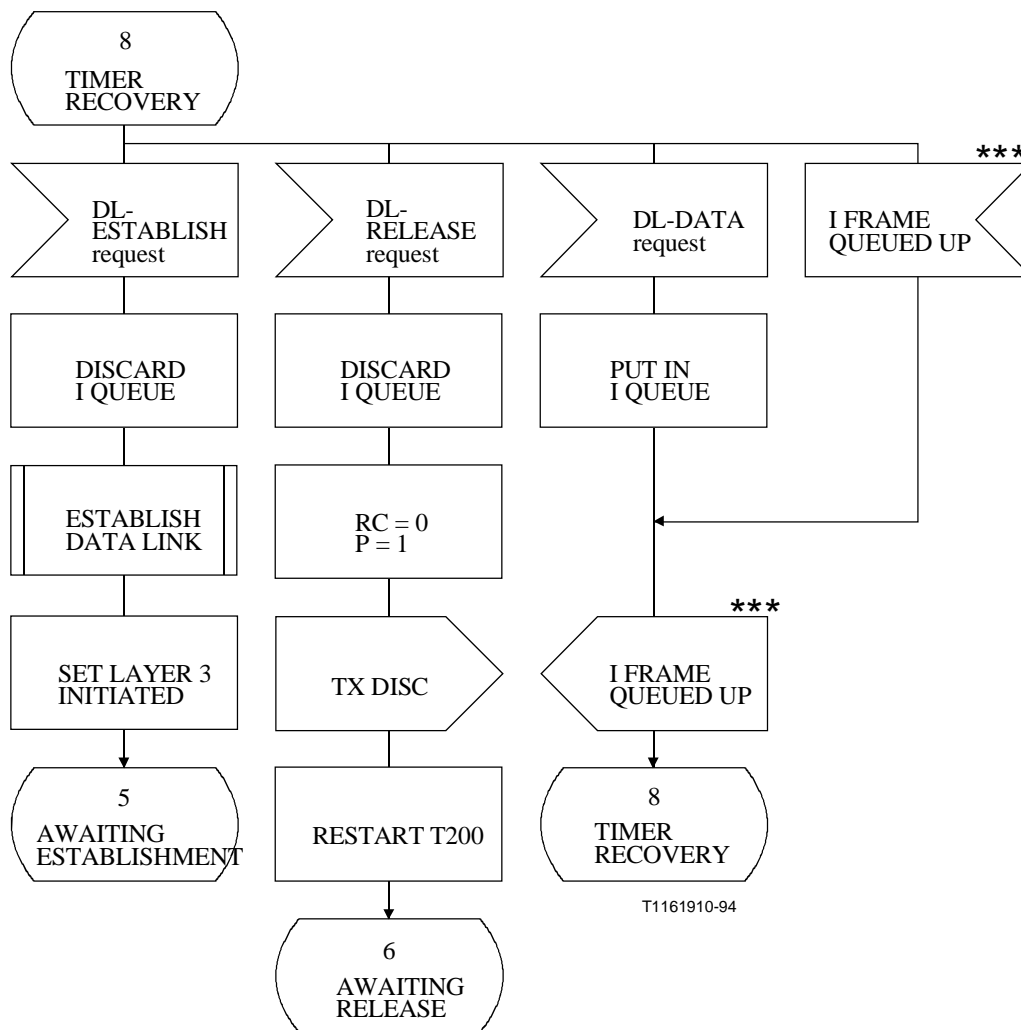 8
TIMER
RECOVERY
***
DL-
ESTABLISH
request
DL-
RELEASE
request
DL-DATA
request
I FRAME
QUEUED UP
DISCARD
I QUEUE
DISCARD
I QUEUE
PUT IN
I QUEUE
ESTABLISH
DATA LINK
RC = 0
P = 1
***
SET LAYER 3
INITIATED
TX DISC
I FRAME
QUEUED UP
5
AWAITING
ESTABLISHMENT
RESTART T200
8
TIMER
RECOVERY
T1161910-94
6
AWAITING
RELEASE